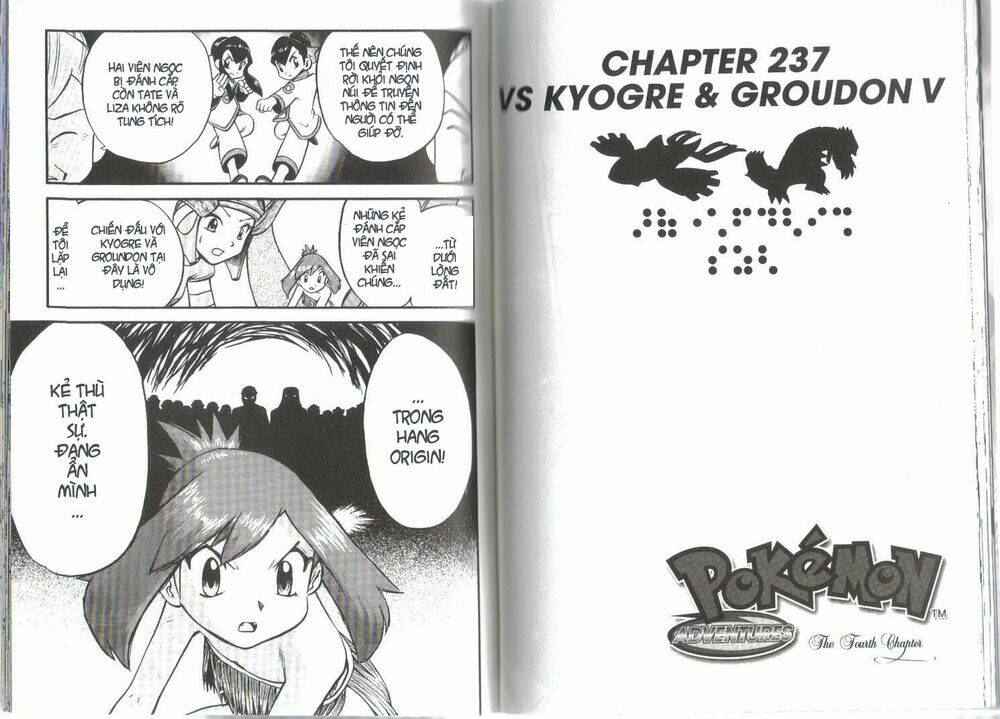 HAI VIÊN NGỌC
BỊ ĐÁNH CẮP,
CÒN TATE VÀ
LIZA KHÔNG RÕ
TUNG TÍCH!
THẾ NÊN CHÚNG
TÔI QUYẾT ĐỊNH
RỜI KHỎI NGỌN
NÚI ĐỂ TRUYỀN
THÔNG TIN ĐẾN
NGƯỜI CÓ THỂ
GIÚP ĐỠ.
ĐỂ
TÔI
LẶP
LẠI
...
CHIẾN ĐẤU VỚI
KYOGRE VÀ
GROUDON TẠI
ĐÂY LÀ VÔ
DỤNG!
NHỮNG KẺ
ĐÁNH CẮP
VIÊN NGỌC
ĐÃ SAI
KHIẾN
CHÚNG...
...TỪ
DƯỚI
LÒNG
ĐẤT!
KẺ THÙ
THẬT
SỰ,
ĐANG
ẨN
MÌNH
...
...
TRONG
HANG
ORIGIN!
CHAPTER 237
VS KYOGRE & GROUDON V
POKéMON
TM
ADVENTURES
The Fourth Chapter